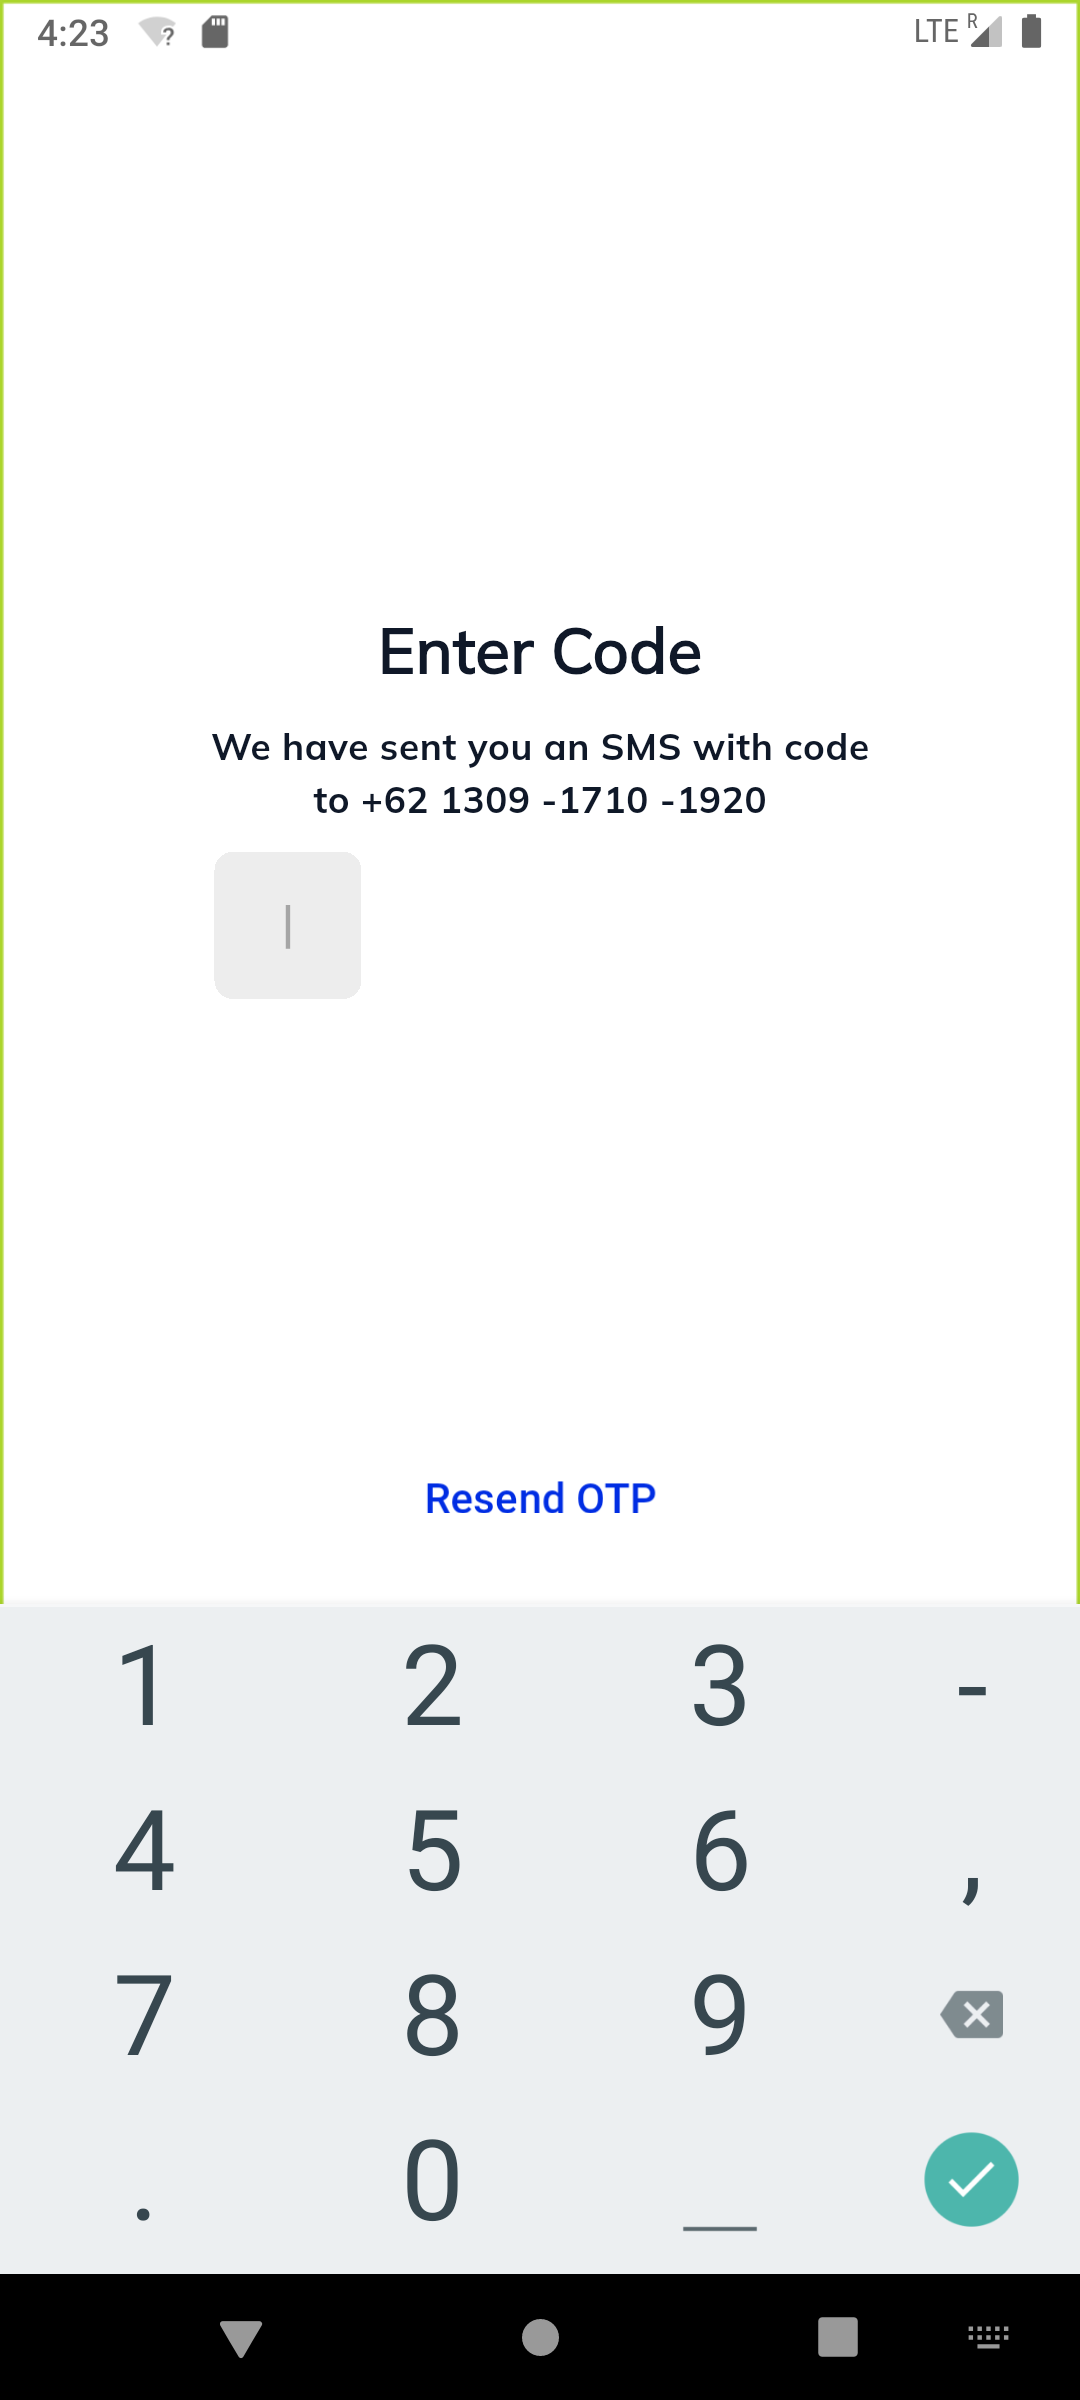 4:23
LTE R
Enter Code
We have sent you an SMS with code
to +62 1309 -1710 -1920
Resend OTP
1 2 3 -
4 5 6 ,
7 8 9
. 0